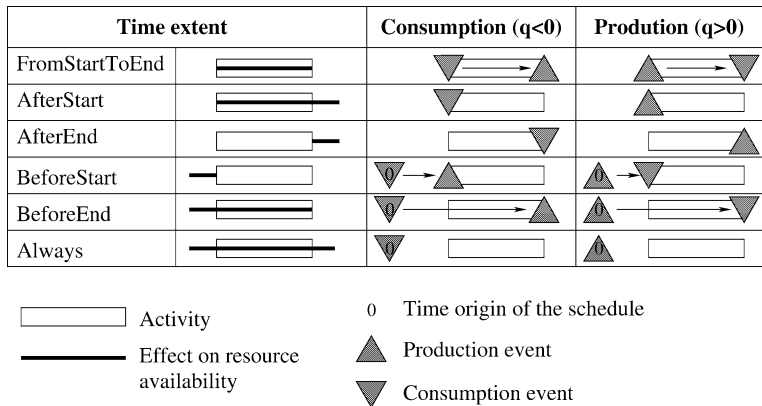 Time extent Consumption (q<0) Prodution (q>0)
FromStartToEnd
AfterStart
AfterEnd
BeforeStart 0 0
BeforeEnd 0 0
Always 0 0
Activity
Effect on resource
availability
0 Time origin of the schedule
Production event
Consumption event